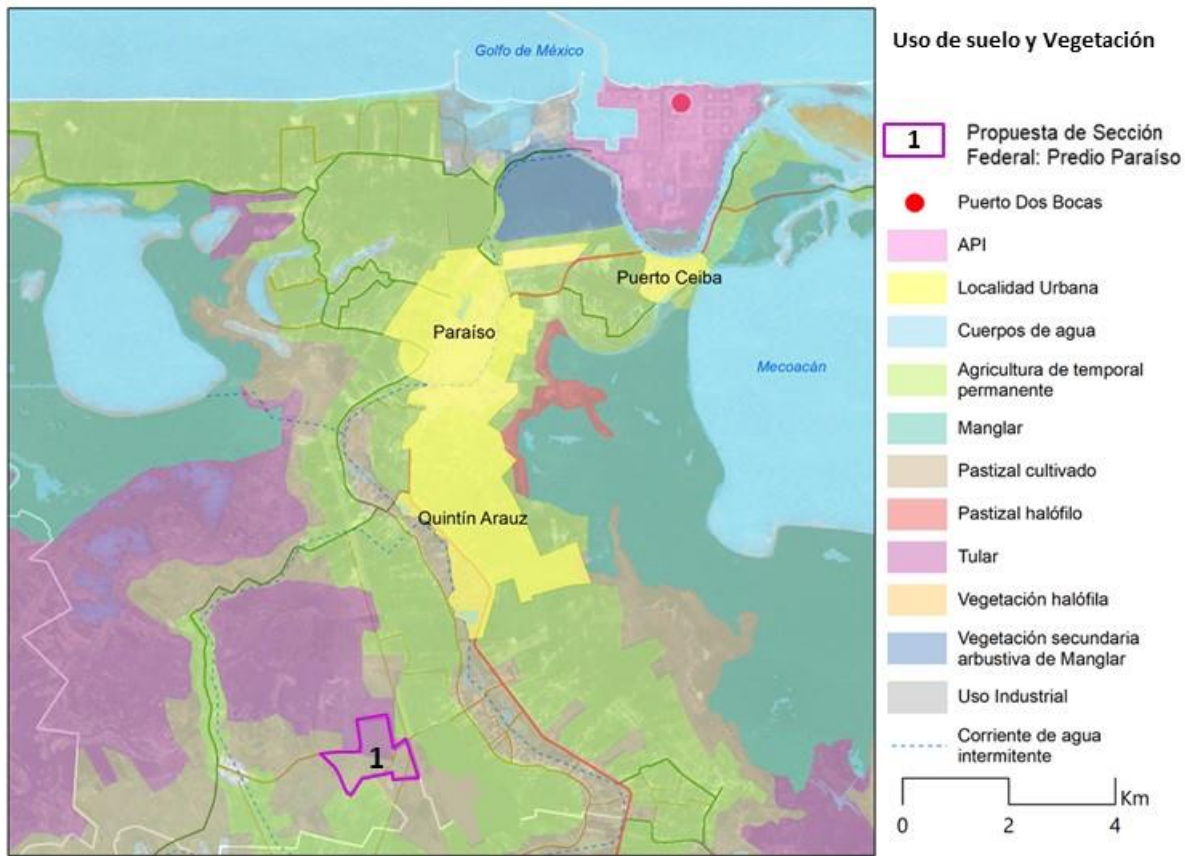 Golfo de México
Puerto Ceiba
Paraíso
Mecoacán
Quintín Arauz
1
Uso de suelo y Vegetación
1
Propuesta de Sección
Federal: Predio Paraíso
Puerto Dos Bocas
API
Localidad Urbana
Cuerpos de agua
Agricultura de temporal
permanente
Manglar
Pastizal cultivado
Pastizal halófilo
Tular
Vegetación halófila
Vegetación secundaria
arbustiva de Manglar
Uso Industrial
Corriente de agua
intermitente
Km
0 2 4